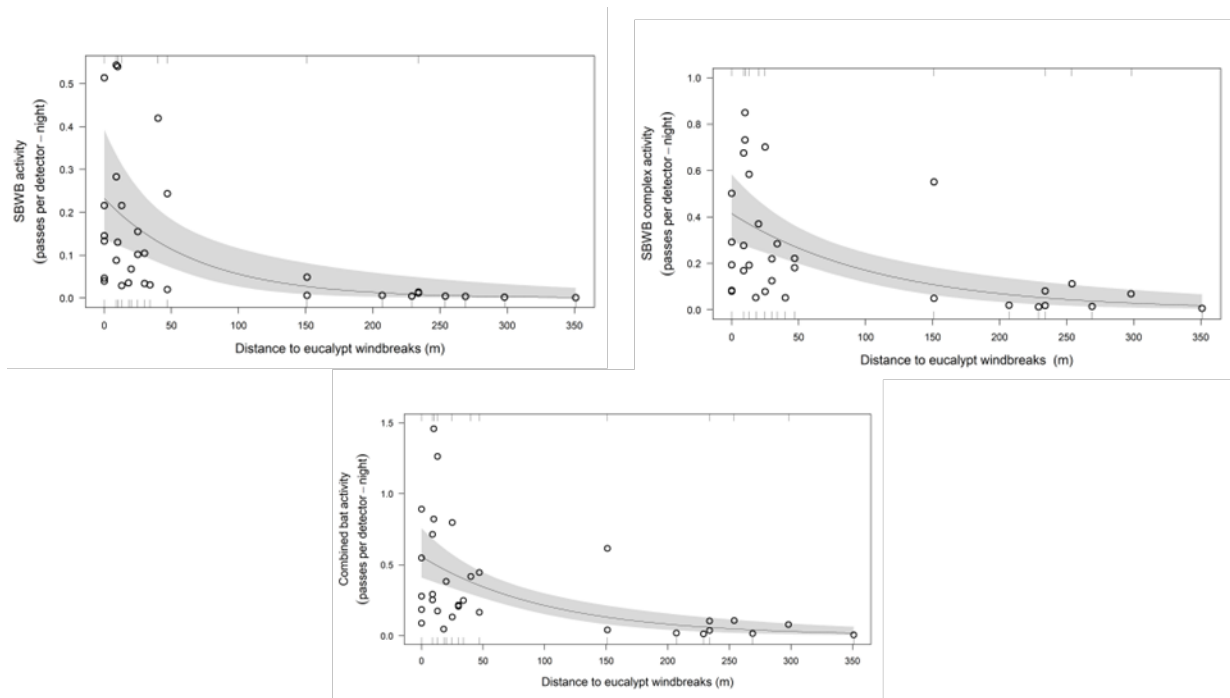 SBWB activity
(passes per detector – night)
0.5
0.4
0.3
0.2
0.1
0.0
0 50 100 150 200 250 300 350
Distance to eucalypt windbreaks (m)
SBWB complex activity
(passes per detector – night)
1.0
0.8
0.6
0.4
0.2
0.0
0 50 100 150 200 250 300 350
Distance to eucalypt windbreaks (m)
Combined bat activity
(passes per detector – night)
1.5
1.0
0.5
0.0
0 50 100 150 200 250 300 350
Distance to eucalypt windbreaks (m)